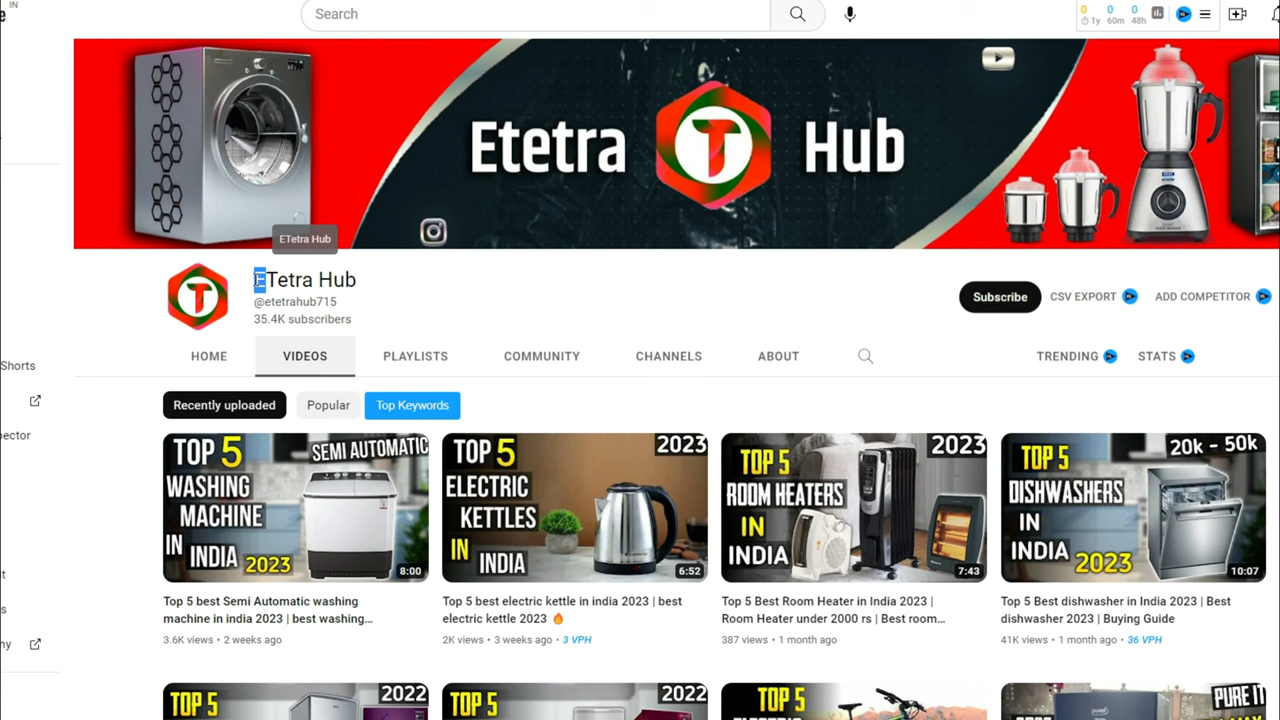 IN
e
Search
0 0 0
1y 60m 48h
Etetra T Hub
ETetra Hub
T
ETetra Hub
@etetrahub715
35.4K subscribers
Subscribe
CSV EXPORT
ADD COMPETITOR
HOME
VIDEOS
PLAYLISTS
COMMUNITY
CHANNELS
ABOUT
TRENDING
STATS
Shorts
ector
Recently uploaded
Popular
Top Keywords
TOP 5 SEMI AUTOMATIC
WASHING
MACHINE
IN INDIA 2023
8:00
2023
TOP 5
ELECTRIC
KETTLES
IN INDIA
6:52
2023
TOP 5
ROOM HEATERS
IN
INDIA
7:43
20k - 50k
TOP 5
DISHWASHERS
IN
INDIA 2023
10:07
Top 5 best Semi Automatic washing
machine in india 2023 | best washing...
3.6K views • 2 weeks ago
Top 5 best electric kettle in india 2023 | best
electric kettle 2023 🔥
2K views • 3 weeks ago • 3 VPH
Top 5 Best Room Heater in India 2023 |
Room Heater under 2000 rs | Best room...
387 views • 1 month ago
Top 5 Best dishwasher in India 2023 | Best
dishwasher 2023 | Buying Guide
41K views • 1 month ago • 36 VPH
t
s
ny
TOP 5 2022
TOP 5 2022
TOP 5
PURE IT